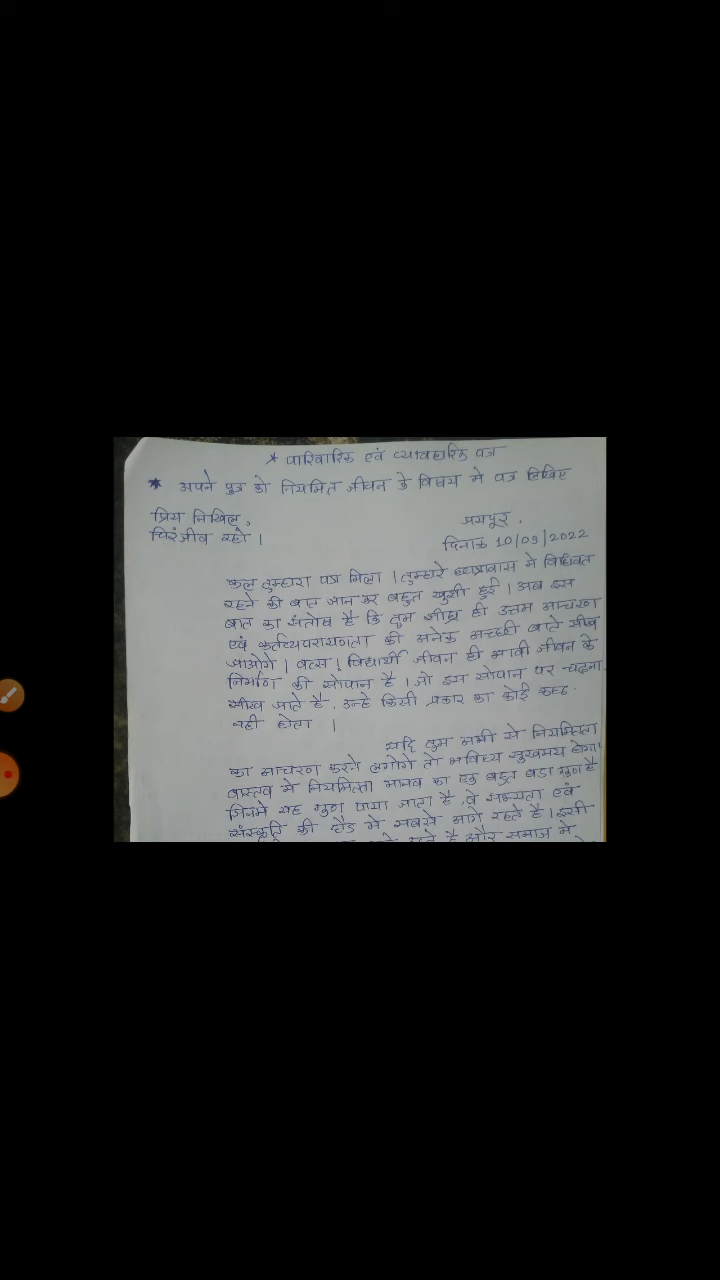 * पारिवारिक एवं व्यावहारिक पत्र
* अपने पुत्र को नियमित जीवन के विषय मे पत्र लिखिए
प्रिय निखिल, जयपूर,
चिरंजीव रहो । दिनाक 10/09/2022
कल तुम्हारा पत्र मिला । तुम्हारे छात्रावास मे विधिवत
रहने की बात जान कर बहुत खुशी हुई । अब इस
बात का संतोष है कि तुम शीघ्र ही उत्तम आचरण
एवं कर्तव्यपरायणता की अनेक अच्छी बाते सीख
जाओगे । वत्स ! विद्यार्थी जीवन ही भावी जीवन के
निर्माण की सोपान है । जो इस सोपान पर चढ़ना
सीख जाते है, उन्हे किसी प्रकार का कोई कष्ट
नही होता ।
यदि तुम अभी से नियमितता
का आचरण करने लगोगे तो भविष्य सुखमय होगा
वास्तव मे नियमितता मानव का एक बहुत बडा गुण है
जिनमे यह गुण पाया जाता है, वे सभ्यता एवं
संस्कृति की दौड मे सबसे आगे रहते है । इसी
है और समाज मे